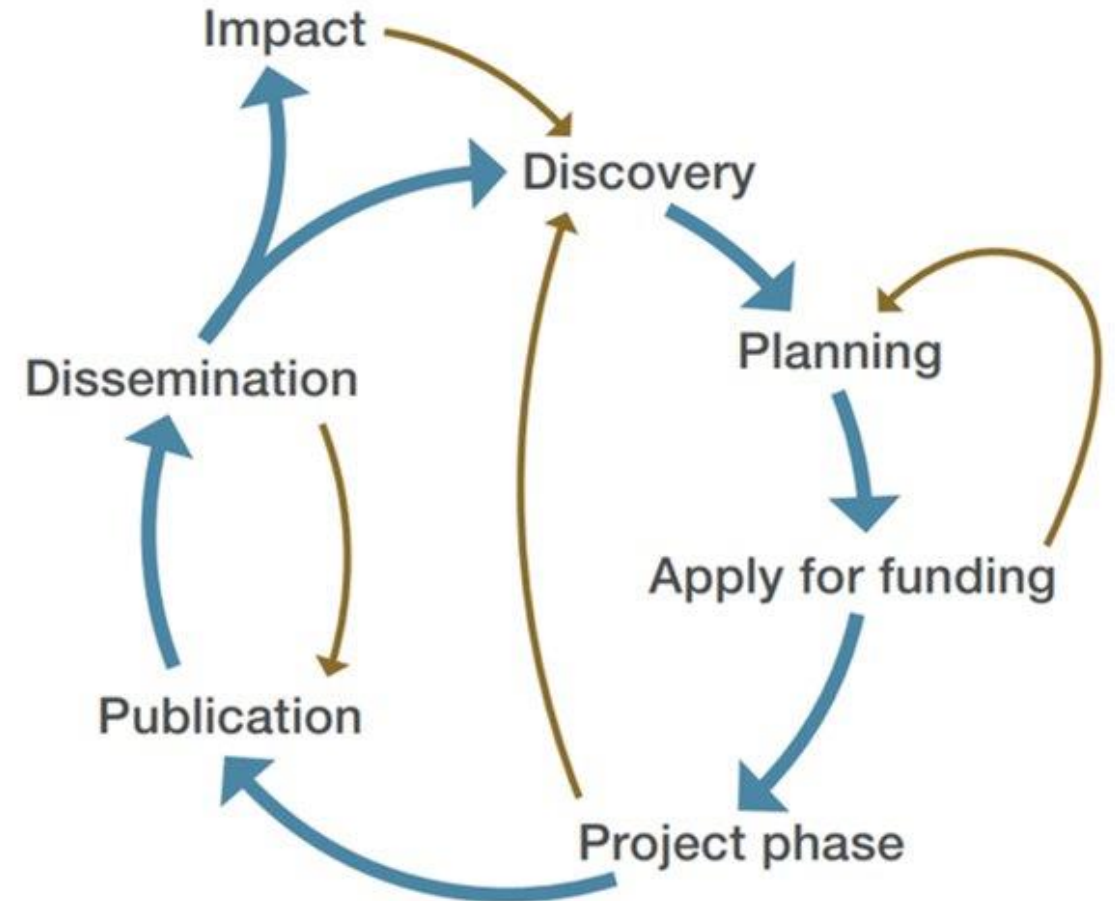 Impact
Discovery
Planning
Dissemination
Apply for funding
Publication
Project phase